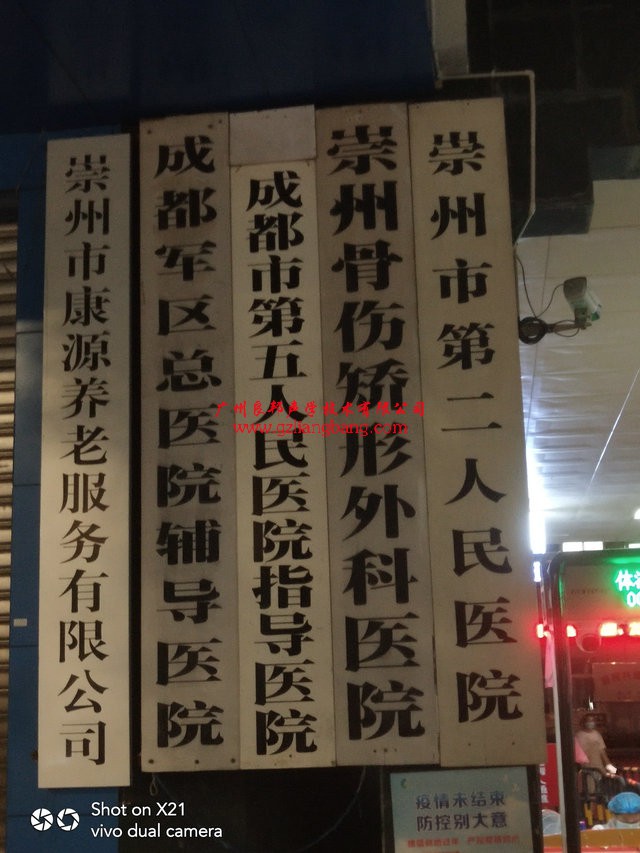 崇州市康源养老服务有限公司
成都军区总医院辅导医院
成都市第五人民医院指导医院
崇州骨伤矫形外科医院
崇州市第二人民医院
广州良邦声学技术有限公司
www.gzliangbang.com
疫情未结束
防控别大意
Shot on X21
vivo dual camera